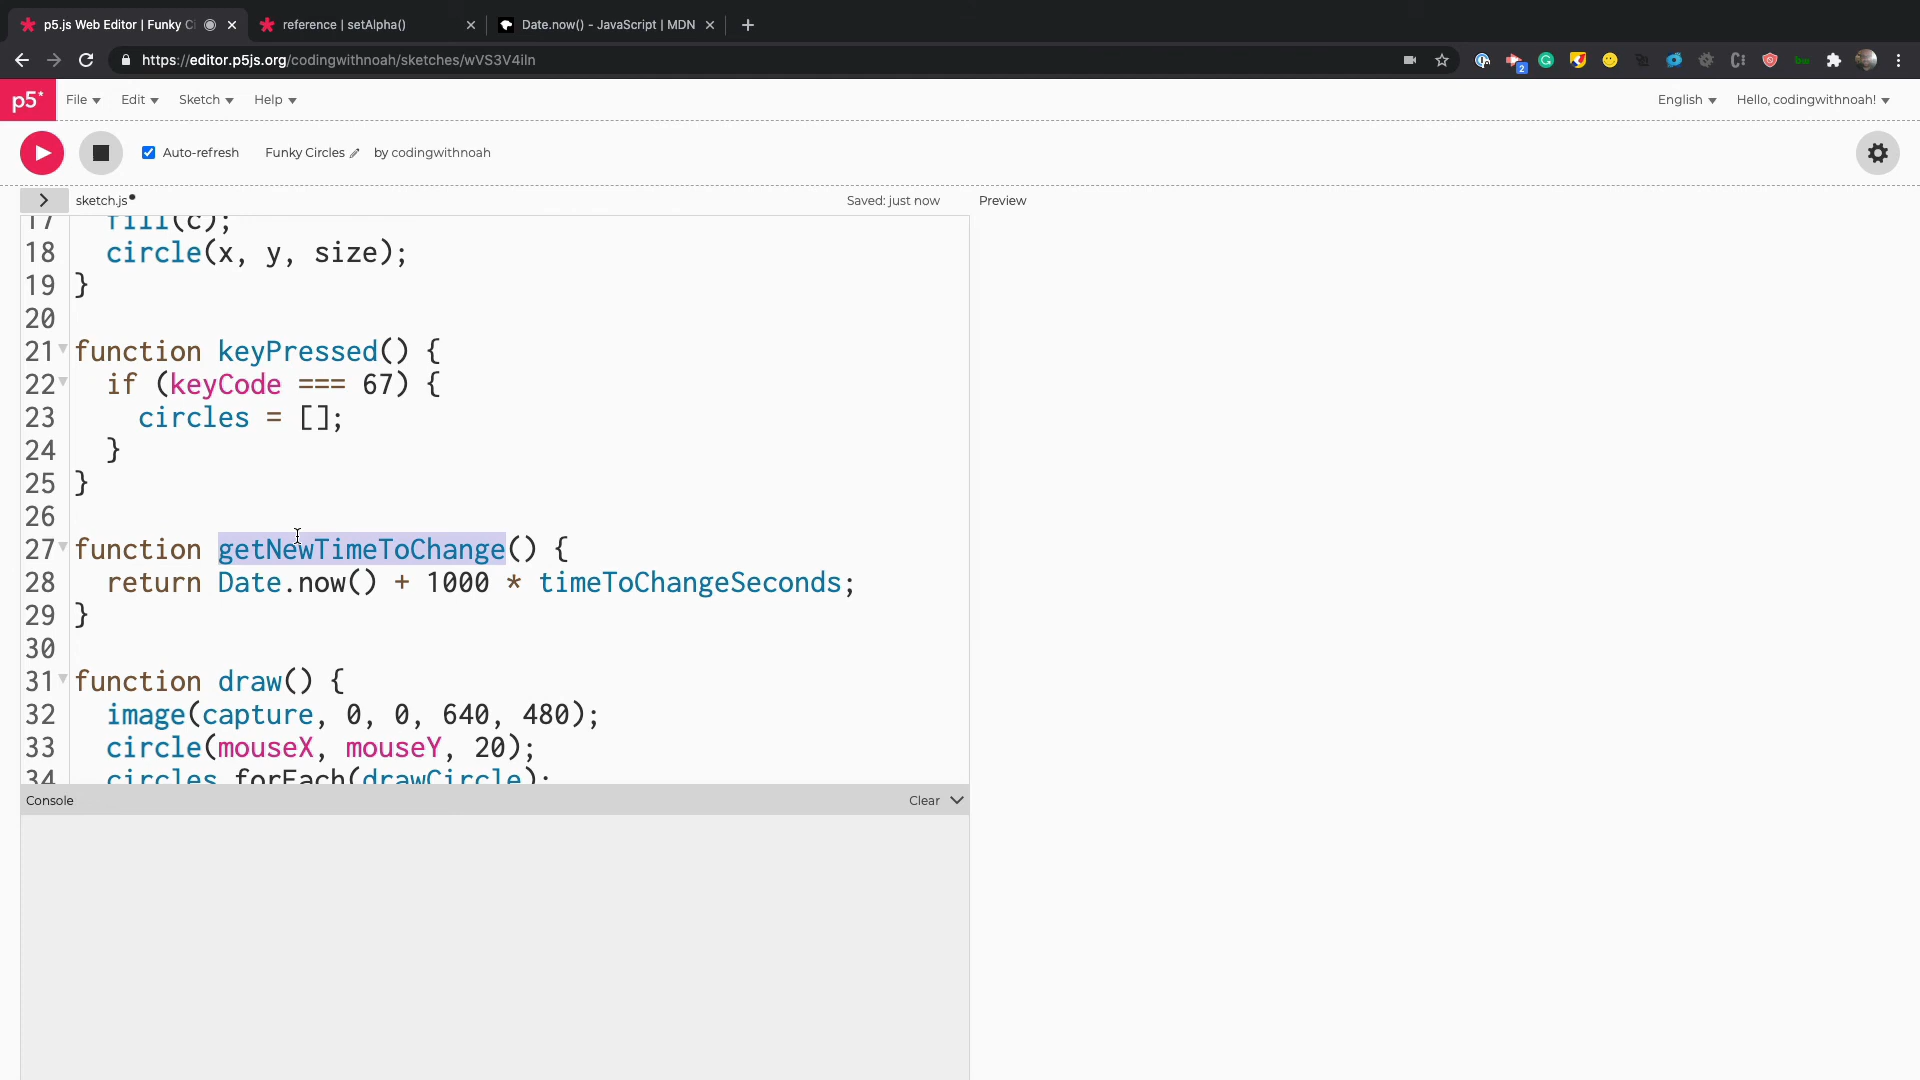 p5.js Web Editor | Funky C
reference | setAlpha()
Date.now() - JavaScript | MDN
https://editor.p5js.org/codingwithnoah/sketches/wVS3V4iln
2
p5*
File
Edit
Sketch
Help
English
Hello, codingwithnoah!
Auto-refresh
Funky Circles
by codingwithnoah
sketch.js
Saved: just now
Preview
17 fill(c);
18 circle(x, y, size);
19 }
20
21 function keyPressed() {
22 if (keyCode === 67) {
23 circles = [];
24 }
25 }
26
27 function getNewTimeToChange() {
28 return Date.now() + 1000 * timeToChangeSeconds;
29 }
30
31 function draw() {
32 image(capture, 0, 0, 640, 480);
33 circle(mouseX, mouseY, 20);
34 circles.forEach(drawCircle);
Console
Clear